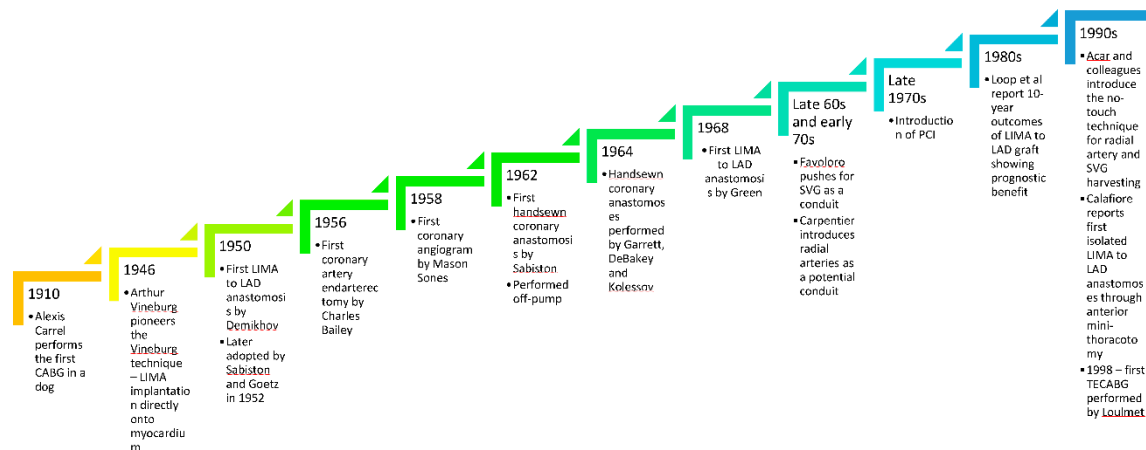 1910
•Alexis
Carrel
performs
the first
CABG in a
dog
1946
•Arthur
Vineburg
pioneers
the
Vineburg
technique
– LIMA
implantatio
n directly
onto
myocardiu
m
1950
•First LIMA
to LAD
anastomosi
s by
Demikhov
▪Later
adopted by
Sabiston
and Goetz
in 1952
1956
•First
coronary
artery
endarterec
tomy by
Charles
Bailey
1958
•First
coronary
angiogram
by Mason
Sones
1962
•First
handsewn
coronary
anastomosi
s by
Sabiston
•Performed
off-pump
1964
•Handsewn
coronary
anastomos
es
performed
by Garrett,
DeBakey
and
Kolessov
1968
•First LIMA
to LAD
anastomosi
s by Green
Late 60s
and early
70s
▪Favoloro
pushes for
SVG as a
conduit
▪Carpentier
introduces
radial
arteries as
a potential
conduit
Late
1970s
•Introductio
n of PCI
1980s
•Loop et al
report 10-
year
outcomes
of LIMA to
LAD graft
showing
prognostic
benefit
1990s
▪Acar and
colleagues
introduce
the no-
touch
technique
for radial
artery and
SVG
harvesting
▪Calafiore
reports
first
isolated
LIMA to
LAD
anastomos
es through
anterior
mini-
thoracoto
my
▪1998 – first
TECABG
performed
by Loulmet